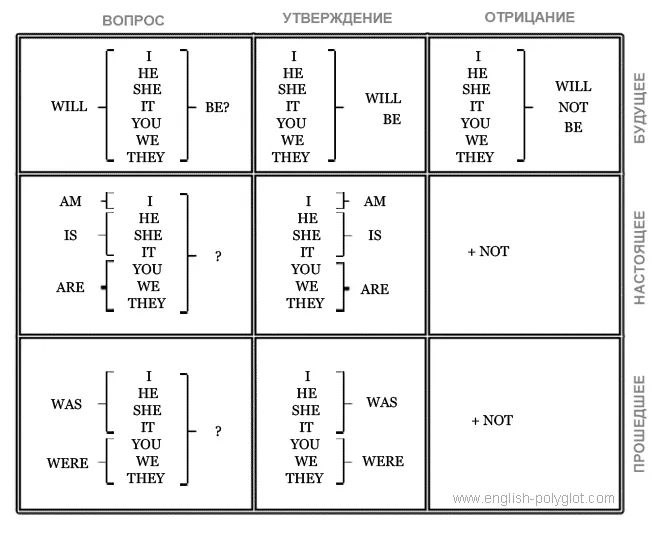 ВОПРОС УТВЕРЖДЕНИЕ ОТРИЦАНИЕ
БУДУЩЕЕ
WILL
I
HE
SHE
IT
YOU
WE
THEY
BE?
I
HE
SHE
IT
YOU
WE
THEY
WILL
BE
I
HE
SHE
IT
YOU
WE
THEY
WILL
NOT
BE
НАСТОЯЩЕЕ
AM
IS
ARE
I
HE
SHE
IT
YOU
WE
THEY
?
I
HE
SHE
IT
YOU
WE
THEY
AM
IS
ARE
+ NOT
ПРОШЕДШЕЕ
WAS
WERE
I
HE
SHE
IT
YOU
WE
THEY
?
I
HE
SHE
IT
YOU
WE
THEY
WAS
WERE
+ NOT
www.english-polyglot.com